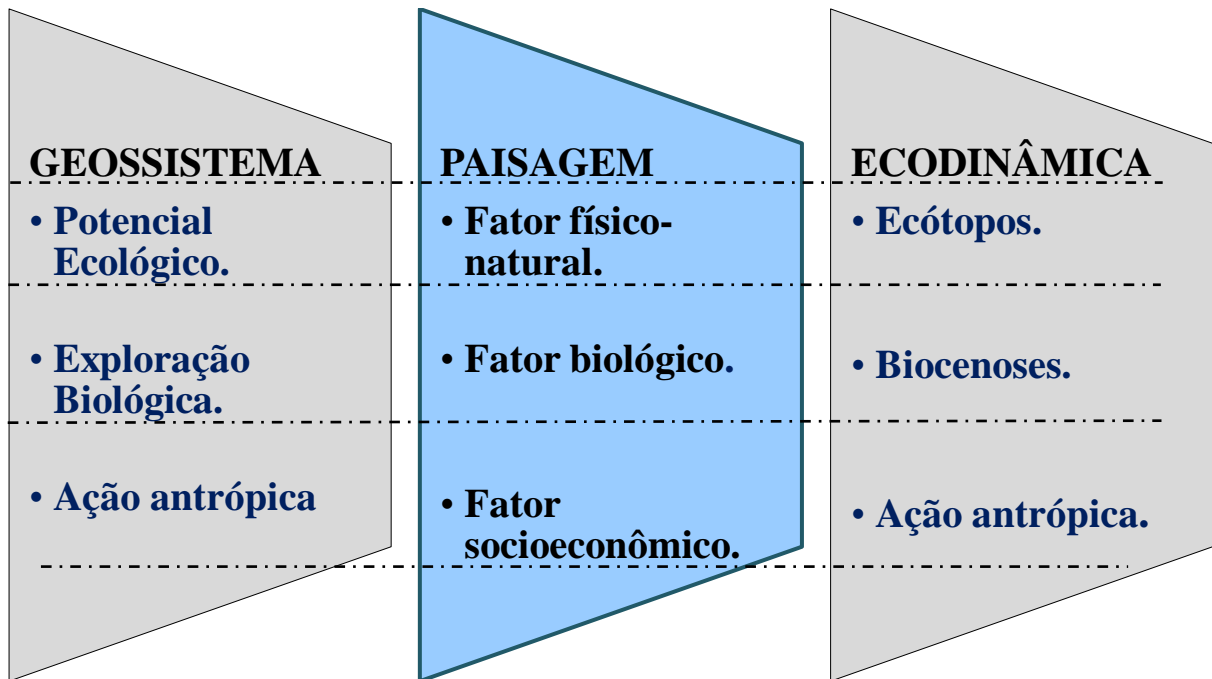 GEOSSISTEMA
• Potencial
Ecológico.
• Exploração
Biológica.
• Ação antrópica
PAISAGEM
• Fator físico-
natural.
• Fator biológico.
• Fator
socioeconômico.
ECODINÂMICA
• Ecótopos.
• Biocenoses.
• Ação antrópica.